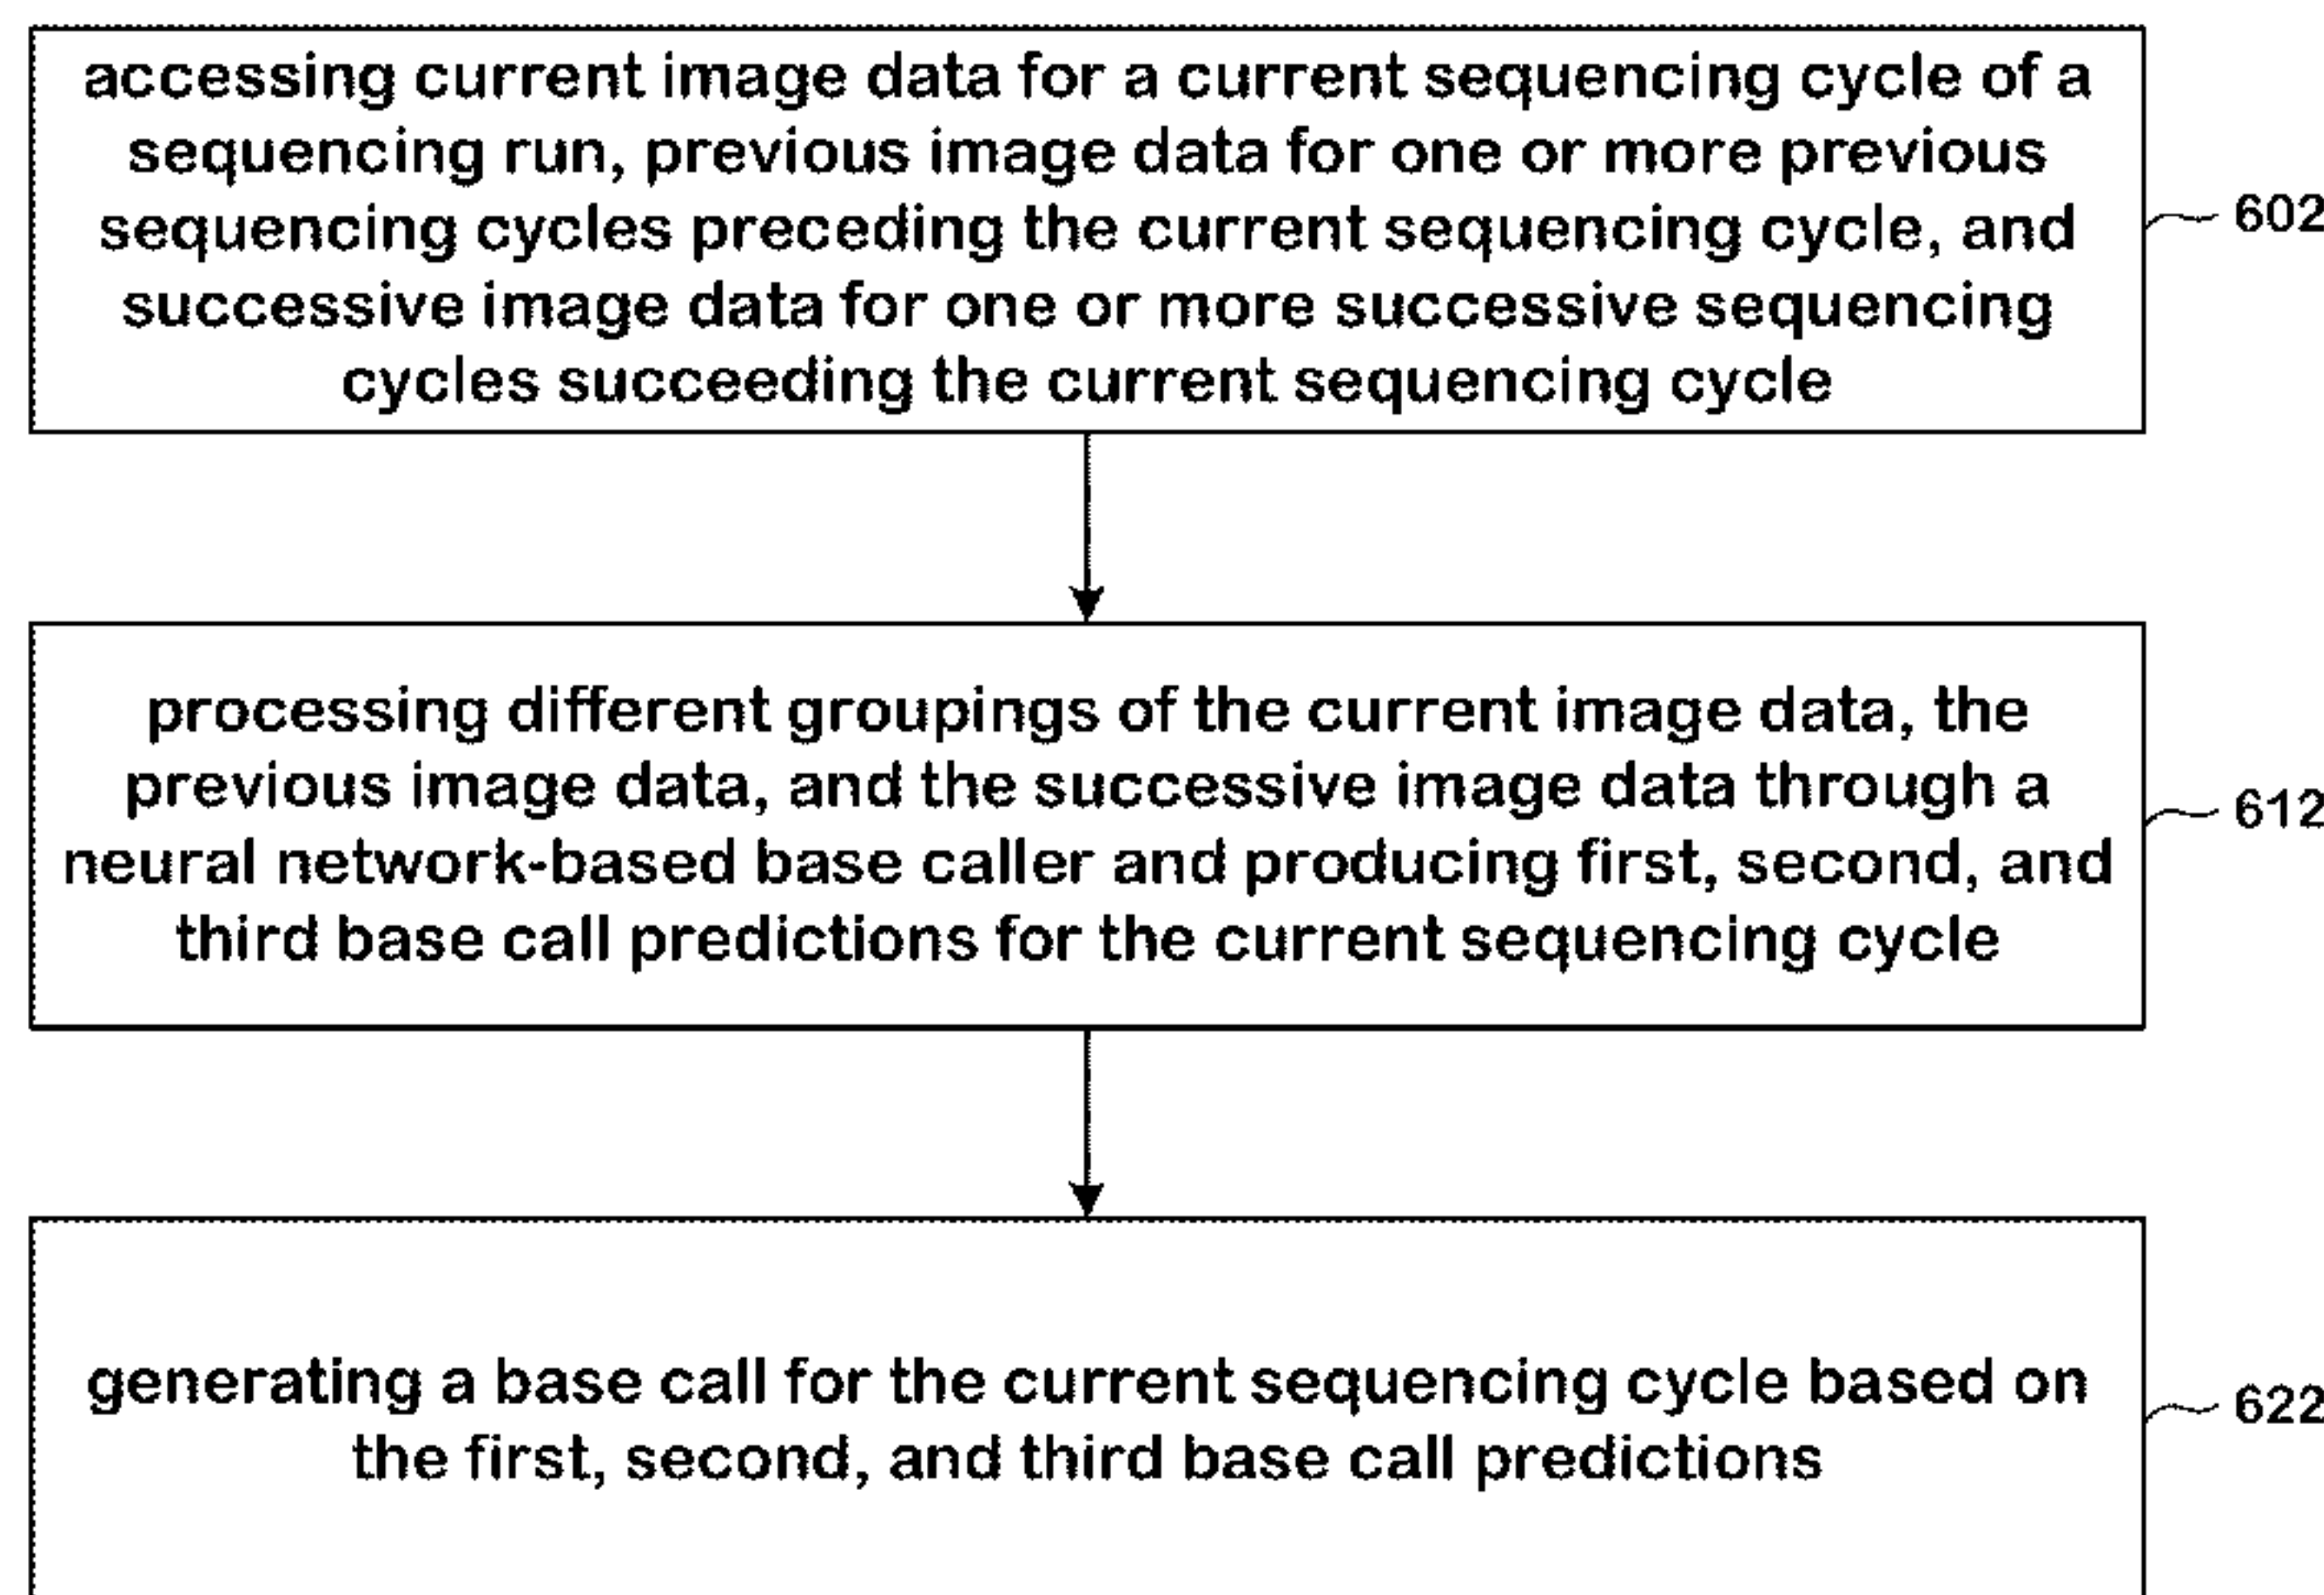 accessing current image data for a current sequencing cycle of a
sequencing run, previous image data for one or more previous
sequencing cycles preceding the current sequencing cycle, and
successive image data for one or more successive sequencing
cycles succeeding the current sequencing cycle
602
processing different groupings of the current image data, the
previous image data, and the successive image data through a
neural network-based base caller and producing first, second, and
third base call predictions for the current sequencing cycle
612
generating a base call for the current sequencing cycle based on
the first, second, and third base call predictions
622